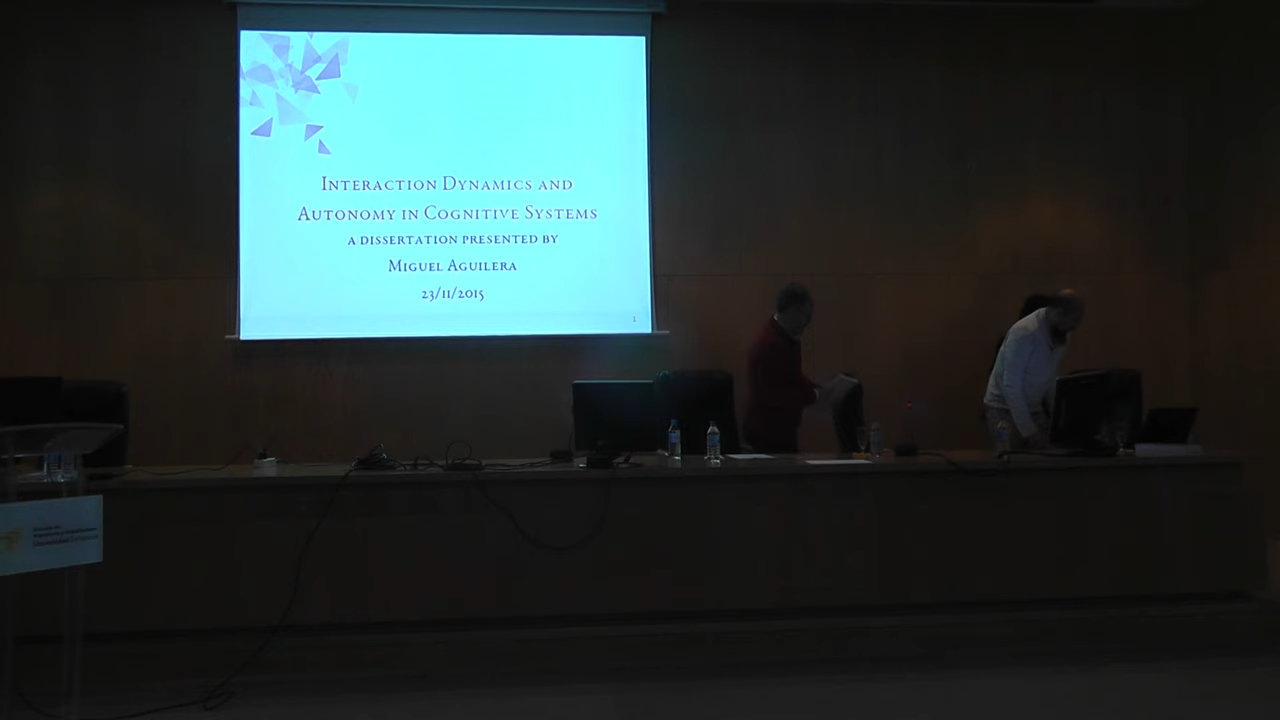 Interaction Dynamics and
Autonomy in Cognitive Systems
a dissertation presented by
Miguel Aguilera
23/11/2015
1